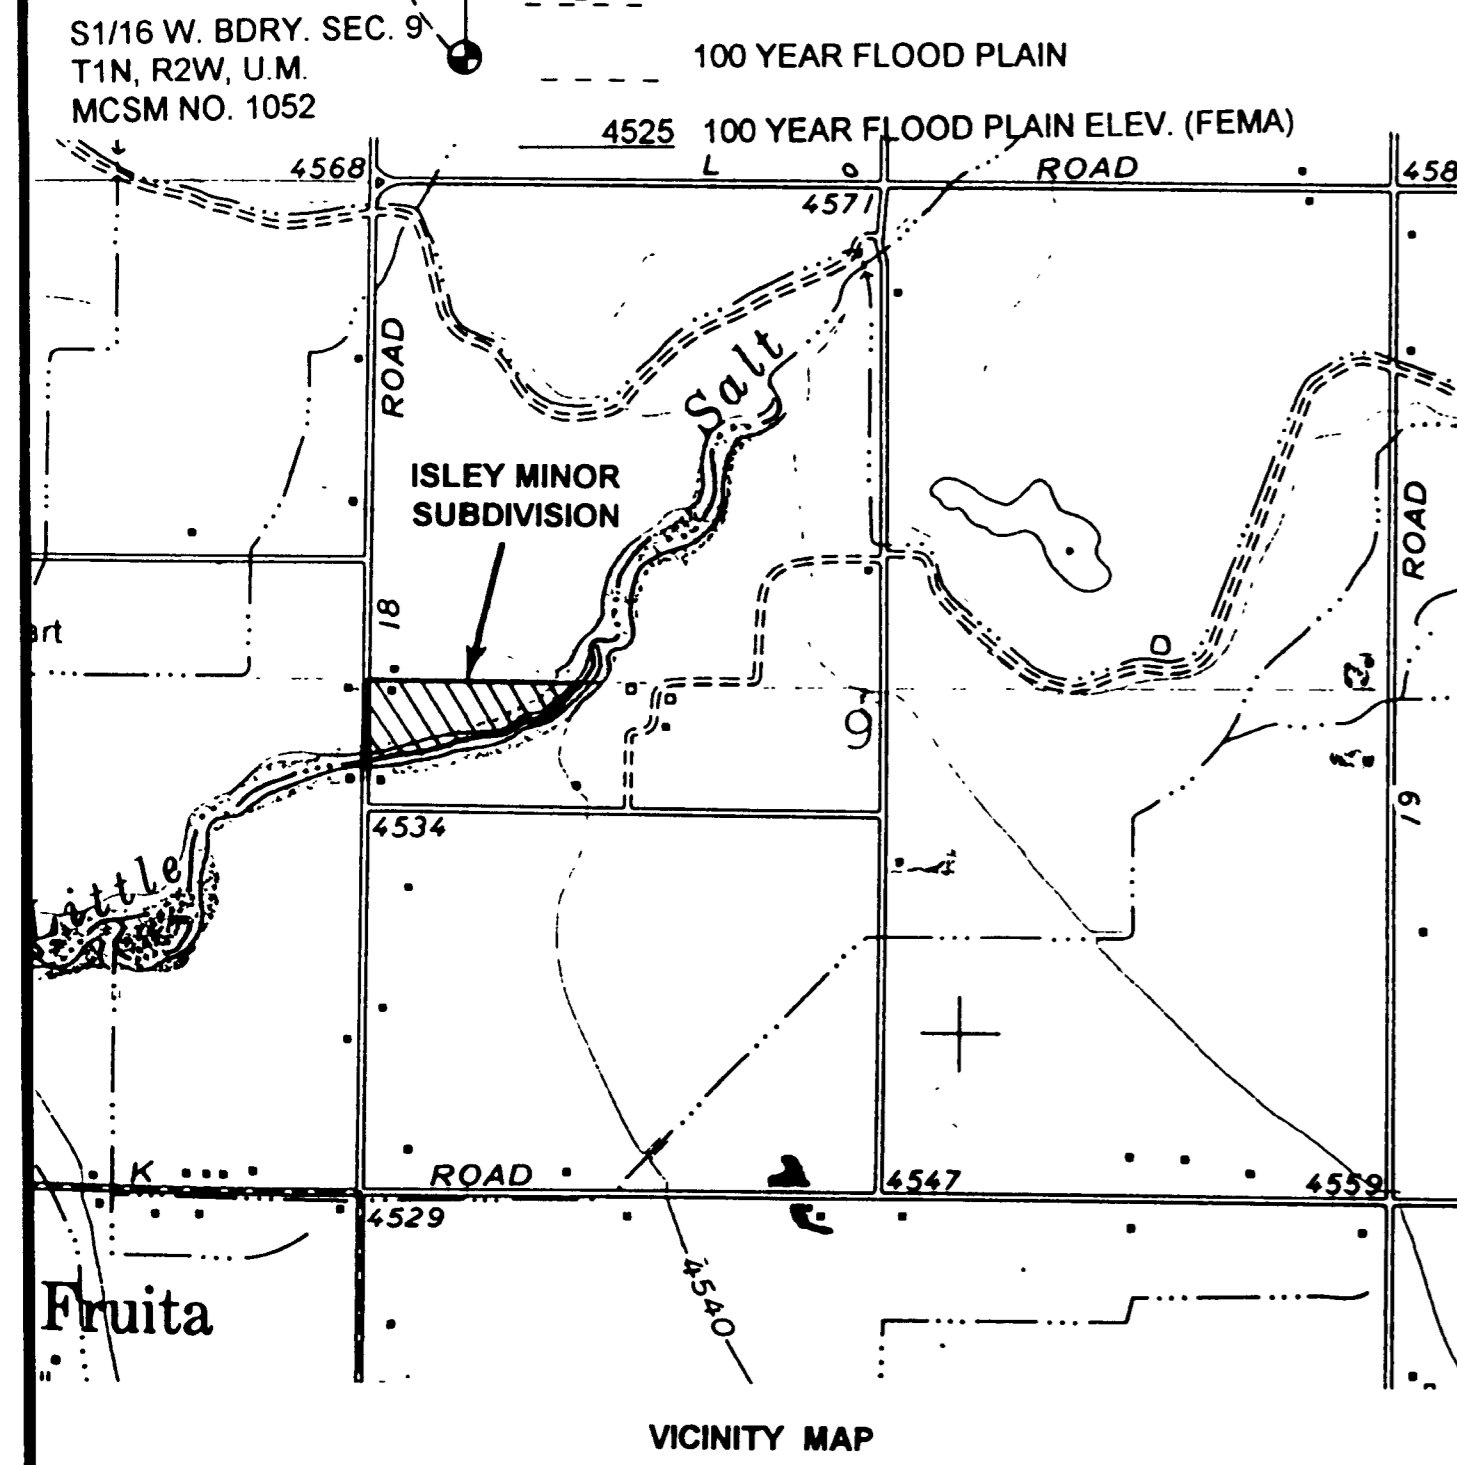 S1/16 W. BDRY. SEC. 9
T1N, R2W, U.M.
MCSM NO. 1052
100 YEAR FLOOD PLAIN
4525 100 YEAR FLOOD PLAIN ELEV. (FEMA)
4568
L
ROAD
458
4571
ROAD
Salt
ISLEY MINOR
SUBDIVISION
ROAD
18
art
9
19
4534
Little
K
ROAD
4547
4559
4529
Fruita
4540
VICINITY MAP